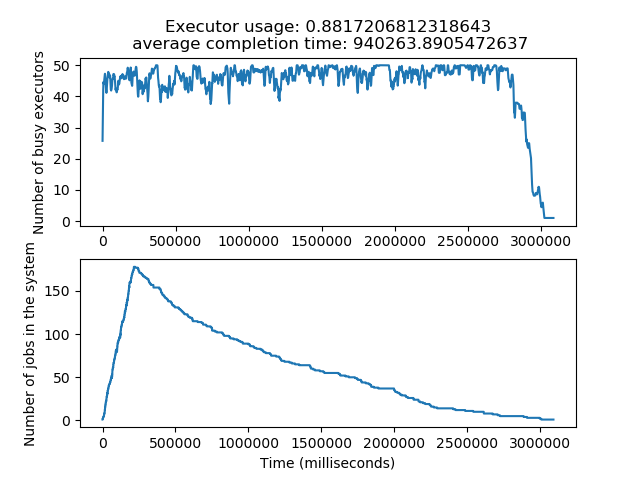 Executor usage: 0.8817206812318643
average completion time: 940263.8905472637
Number of busy executors
50
40
30
20
10
0
0 500000 1000000 1500000 2000000 2500000 3000000
Number of jobs in the system
150
100
50
0
0 500000 1000000 1500000 2000000 2500000 3000000
Time (milliseconds)